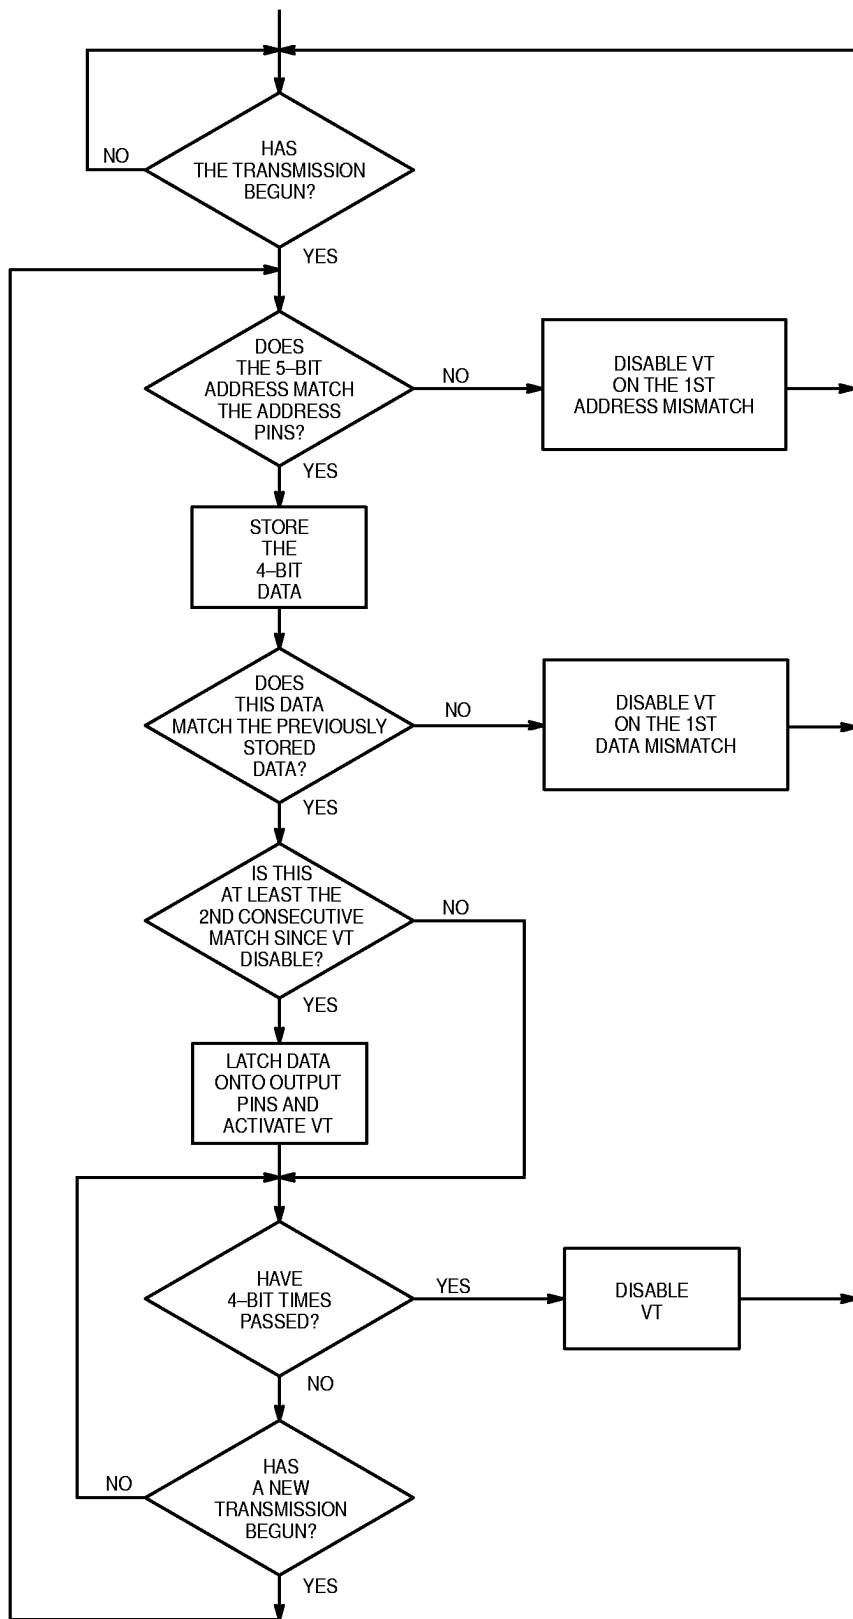 HAS
THE TRANSMISSION
BEGUN?
NO
YES
DOES
THE 5–BIT
ADDRESS MATCH
THE ADDRESS
PINS?
NO
DISABLE VT
ON THE 1ST
ADDRESS MISMATCH
YES
STORE
THE
4–BIT
DATA
DOES
THIS DATA
MATCH THE PREVIOUSLY
STORED
DATA?
NO
DISABLE VT
ON THE 1ST
DATA MISMATCH
YES
IS THIS
AT LEAST THE
2ND CONSECUTIVE
MATCH SINCE VT
DISABLE?
NO
YES
LATCH DATA
ONTO OUTPUT
PINS AND
ACTIVATE VT
HAVE
4–BIT TIMES
PASSED?
YES
DISABLE
VT
NO
HAS
A NEW
TRANSMISSION
BEGUN?
NO
YES